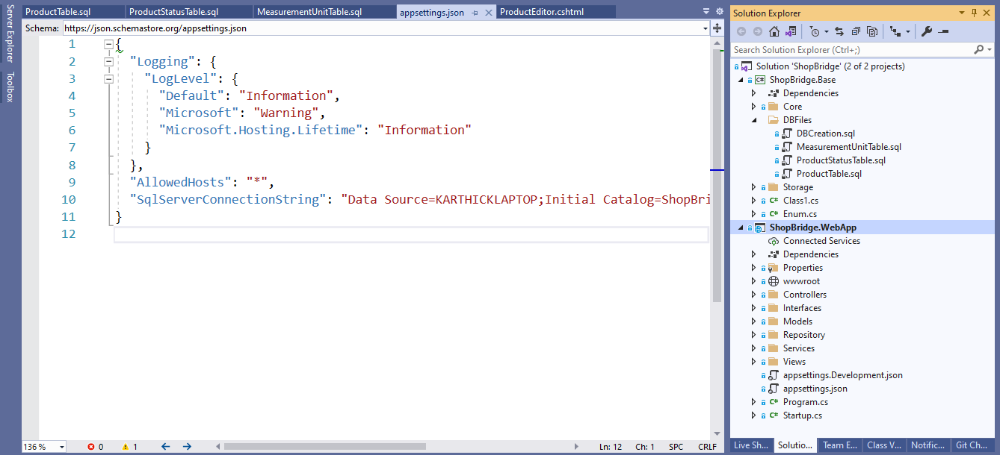 Server Explorer
Toolbox
ProductTable.sql
ProductStatusTable.sql
MeasurementUnitTable.sql
appsettings.json
ProductEditor.cshtml
Schema: https://json.schemastore.org/appsettings.json
1 {
2 "Logging": {
3 "LogLevel": {
4 "Default": "Information",
5 "Microsoft": "Warning",
6 "Microsoft.Hosting.Lifetime": "Information"
7 }
8 },
9 "AllowedHosts": "*",
10 "SqlServerConnectionString": "Data Source=KARTHICKLAPTOP;Initial Catalog=ShopBri
11 }
12
136 % 0 1 Ln: 12 Ch: 1 SPC CRLF
Solution Explorer
Search Solution Explorer (Ctrl+;)
Solution 'ShopBridge' (2 of 2 projects)
C# ShopBridge.Base
Dependencies
Core
DBFiles
DBCreation.sql
MeasurementUnitTable.sql
ProductStatusTable.sql
ProductTable.sql
Storage
C# Class1.cs
C# Enum.cs
ShopBridge.WebApp
Connected Services
Dependencies
Properties
wwwroot
Controllers
Interfaces
Models
Repository
Services
Views
appsettings.Development.json
appsettings.json
C# Program.cs
C# Startup.cs
Live Sh... Solutio... Team E... Class V... Notific... Git Ch...